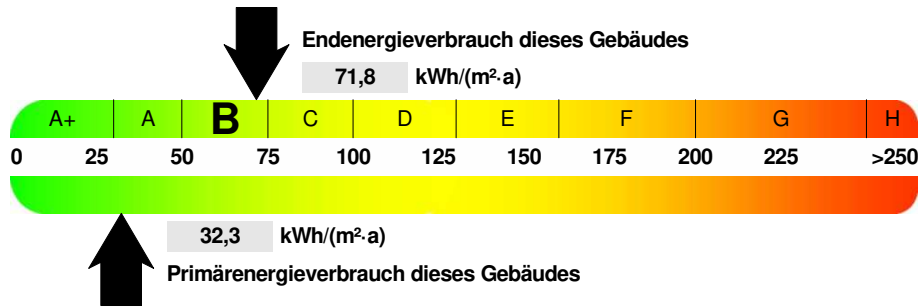 Endenergieverbrauch dieses Gebäudes
71,8 kWh/(m²·a)
A+ A B C D E F G H
0 25 50 75 100 125 150 175 200 225 >250
32,3 kWh/(m²·a)
Primärenergieverbrauch dieses Gebäudes